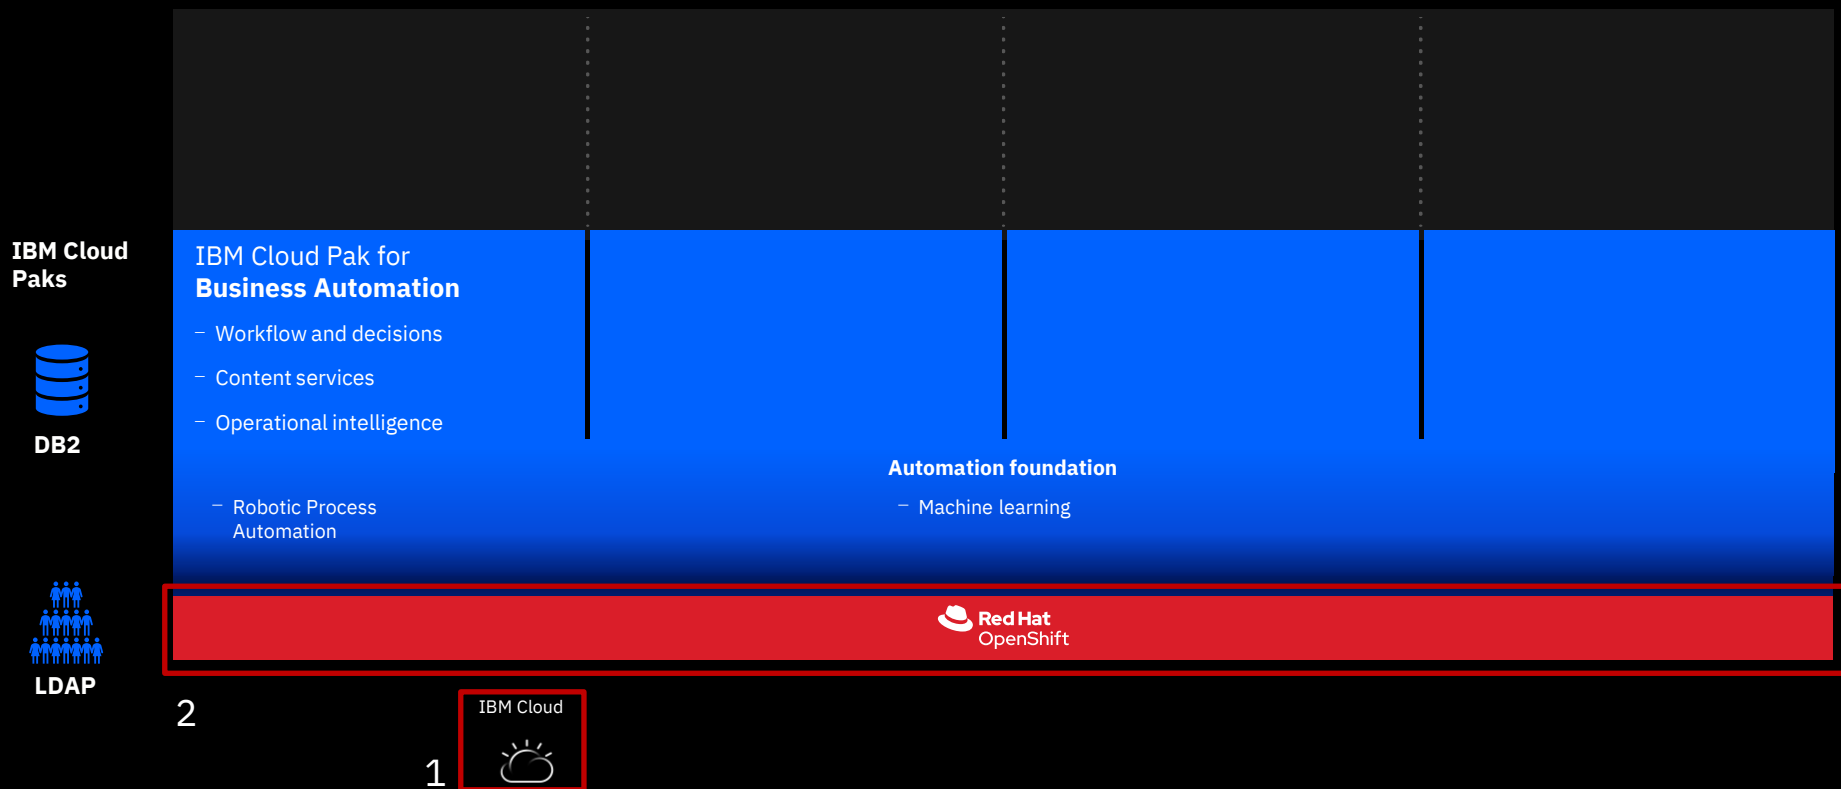 IBM Cloud
Paks
DB2
LDAP
IBM Cloud Pak for
Business Automation
– Workflow and decisions
– Content services
– Operational intelligence
Automation foundation
– Robotic Process
Automation
– Machine learning
Red Hat
OpenShift
2
IBM Cloud
1